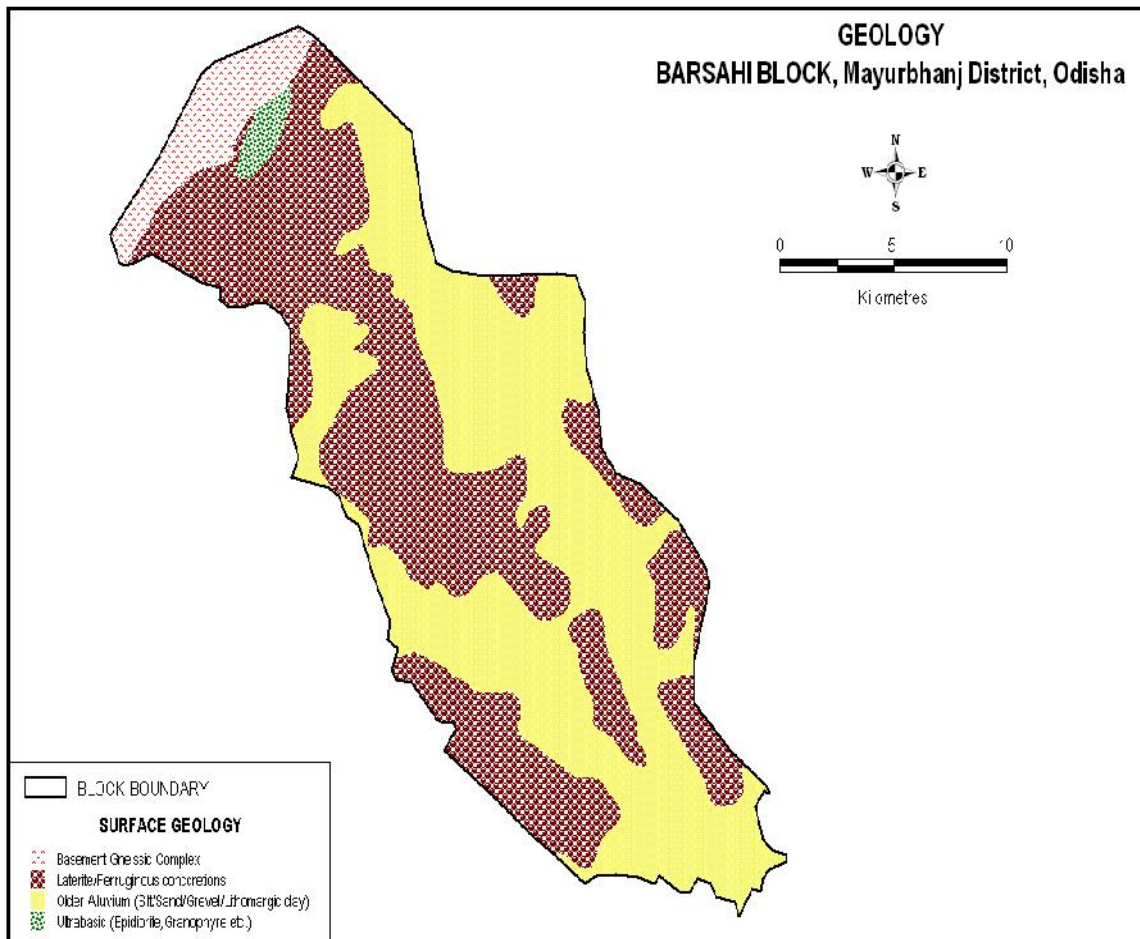 GEOLOGY
BARSAHI BLOCK, Mayurbhanj District, Odisha
N
W E
S
0 5 10
Kilometres
BLOCK BOUNDARY
SURFACE GEOLOGY
Basement Gneissic Complex
Laterite/Ferruginous concretions
Older Alluvium (Silt/Sand/Gravel/Lithomargic clay)
Ultrabasic (Epidiorite, Granophyre etc.)